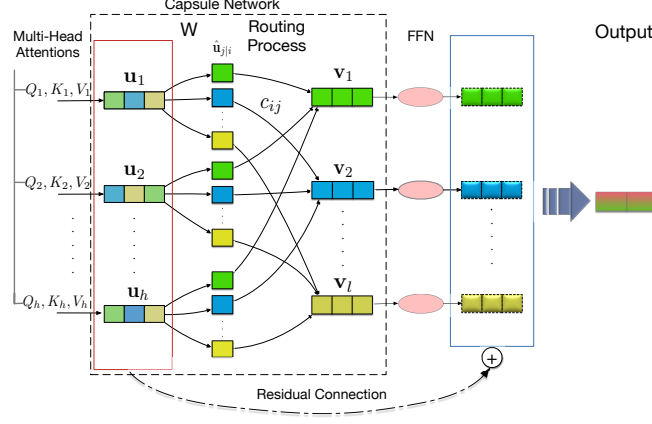 Capsule Network
Multi-Head
Attentions
W
û_{j|i}
Routing
Process
FFN
Output
Q_1, K_1, V_1
u_1
c_{ij}
v_1
Q_2, K_2, V_2
u_2
v_2
Q_h, K_h, V_h
u_h
v_l
+
Residual Connection